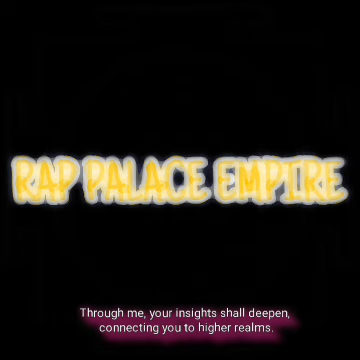 RAP PALACE EMPIRE
Through me, your insights shall deepen,
connecting you to higher realms.